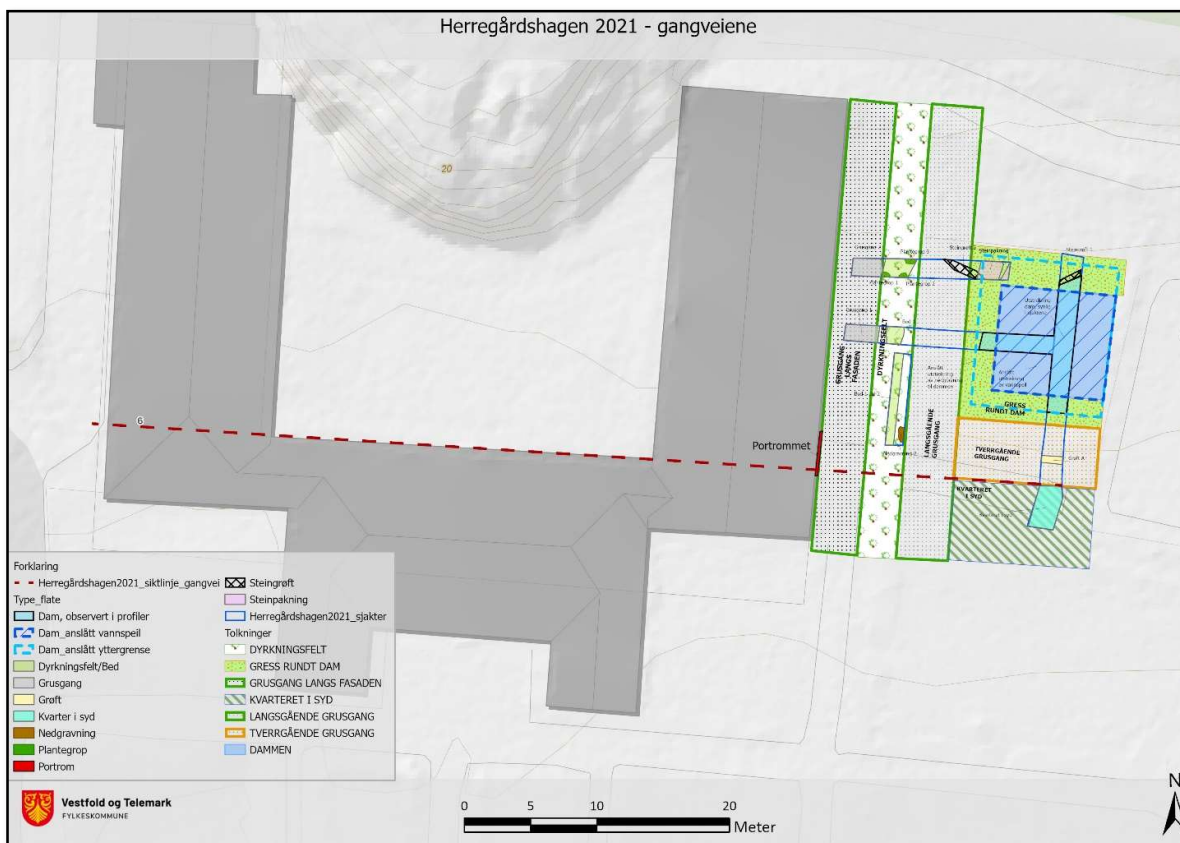 Herregårdshagen 2021 - gangveiene
20
6
Portrommet
GRUSGANG
LANGS
FASADEN
DYRKNINGSFELT
LANGSGÅENDE
GRUSGANG
GRESS
RUNDT DAM
TVERRGÅENDE
GRUSGANG
KVARTERET
I SYD
Forklaring
Herregårdshagen2021_siktlinje_gangvei
Type_flate
Dam, observert i profiler
Dam_anslått vannspeil
Dam_anslått yttergrense
Dyrkningsfelt/Bed
Grusgang
Grøft
Kvarter i syd
Nedgravning
Plantegrop
Portrom
Steingrøft
Steinpakning
Herregårdshagen2021_sjakter
Tolkninger
DYRKNINGSFELT
GRESS RUNDT DAM
GRUSGANG LANGS FASADEN
KVARTERET I SYD
LANGSGÅENDE GRUSGANG
TVERRGÅENDE GRUSGANG
DAMMEN
Vestfold og Telemark
FYLKESKOMMUNE
0 5 10 20
Meter
N